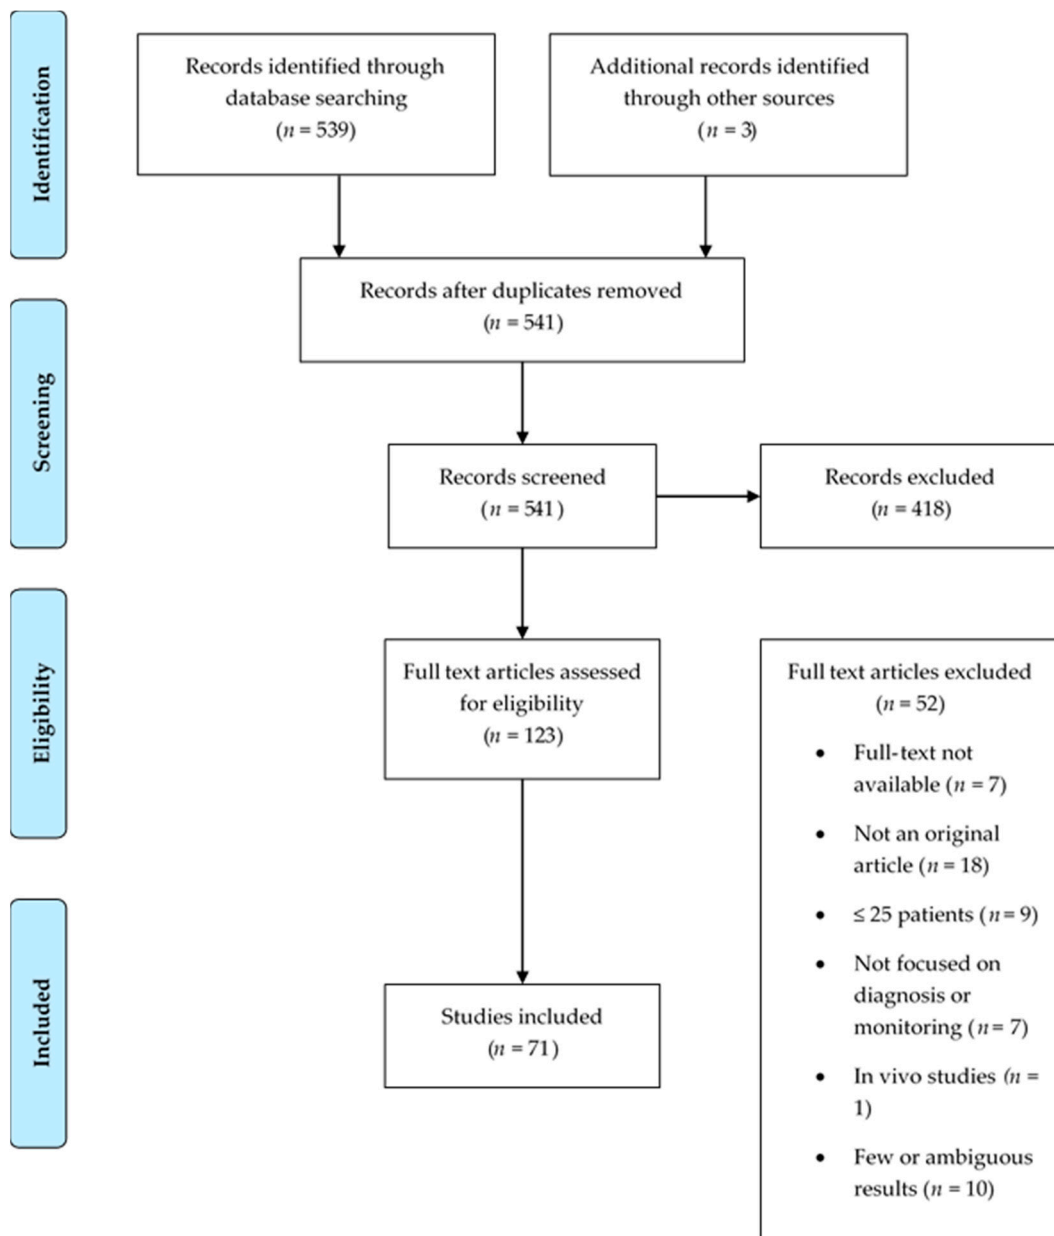 Identification
Records identified through
database searching
(n = 539)
Additional records identified
through other sources
(n = 3)
Records after duplicates removed
(n = 541)
Screening
Records screened
(n = 541)
Records excluded
(n = 418)
Eligibility
Full text articles assessed
for eligibility
(n = 123)
Full text articles excluded
(n = 52)
• Full-text not
available (n = 7)
• Not an original
article (n = 18)
• ≤ 25 patients (n = 9)
• Not focused on
diagnosis or
monitoring (n = 7)
• In vivo studies (n =
1)
• Few or ambiguous
results (n = 10)
Included
Studies included
(n = 71)